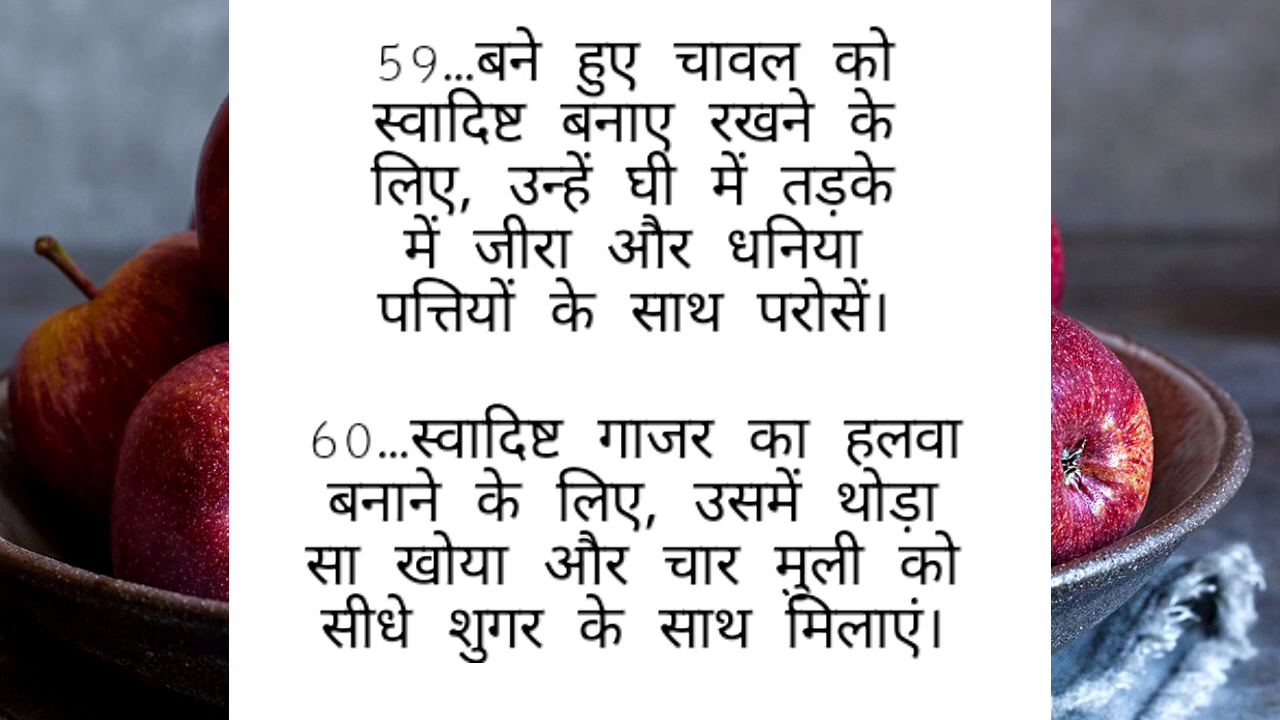 59...बने हुए चावल को
स्वादिष्ट बनाए रखने के
लिए, उन्हें घी में तड़के
में जीरा और धनिया
पत्तियों के साथ परोसें।
60...स्वादिष्ट गाजर का हलवा
बनाने के लिए, उसमें थोड़ा
सा खोया और चार मूली को
सीधे शुगर के साथ मिलाएं।